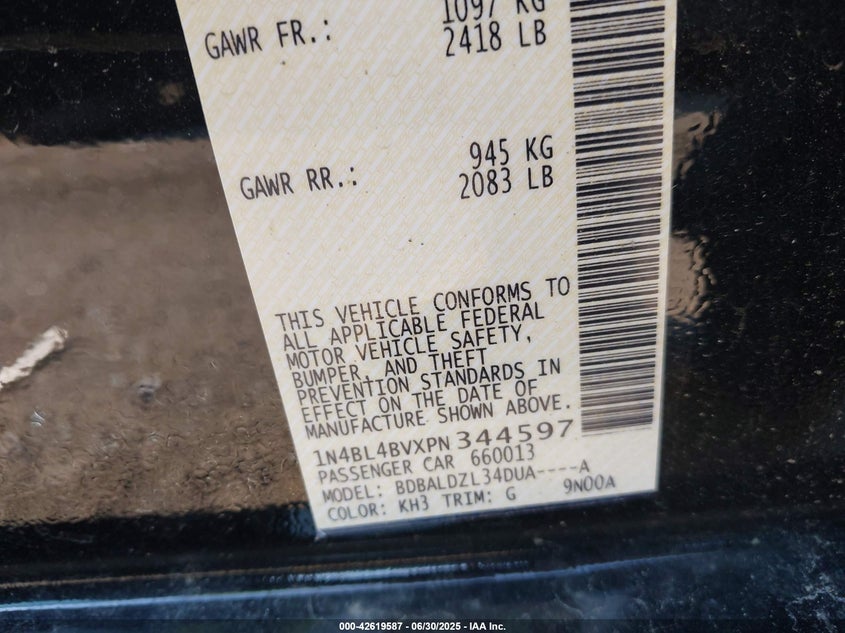 GAWR FR.: 1097 KG
2418 LB
GAWR RR.: 945 KG
2083 LB
THIS VEHICLE CONFORMS TO
ALL APPLICABLE FEDERAL
MOTOR VEHICLE SAFETY,
BUMPER, AND THEFT
PREVENTION STANDARDS IN
EFFECT ON THE DATE OF
MANUFACTURE SHOWN ABOVE.
1N4BL4BVXPN344597
PASSENGER CAR 660013
MODEL: BDBALDZL34DUA----A
COLOR: KH3 TRIM: G 9N00A
000-42619587 - 06/30/2025 - IAA Inc.